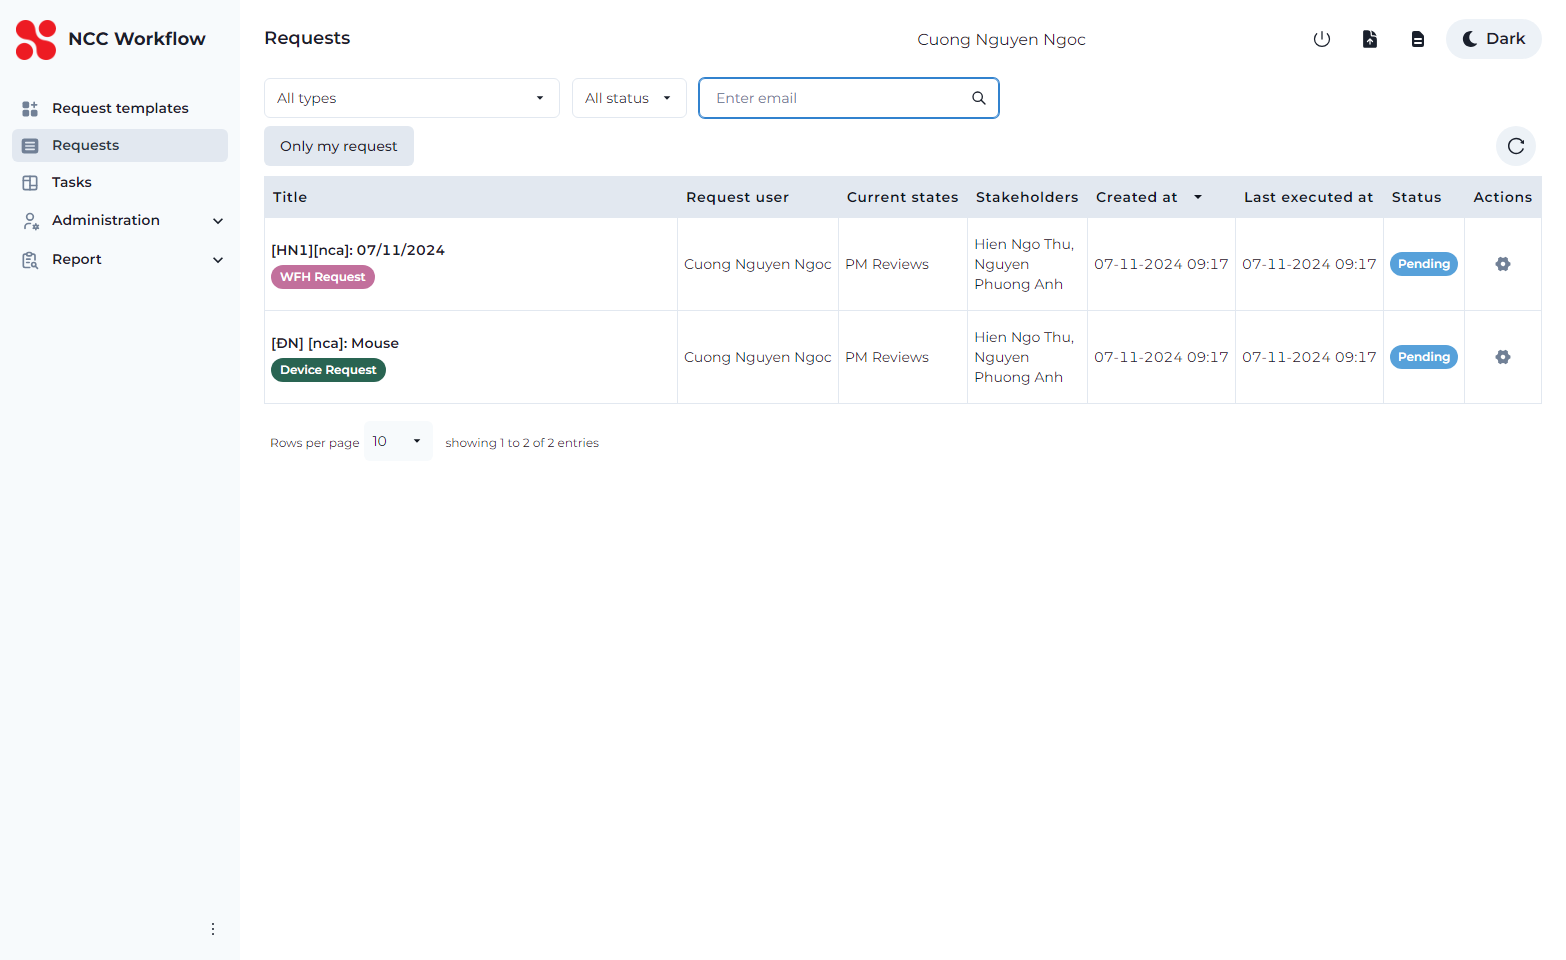 NCC Workflow
Request templates
Requests
Tasks
Administration
Report
Requests
Cuong Nguyen Ngoc
Dark
All types
All status
Enter email
Only my request
Title
Request user
Current states
Stakeholders
Created at
Last executed at
Status
Actions
[HN1][nca]: 07/11/2024
WFH Request
Cuong Nguyen Ngoc
PM Reviews
Hien Ngo Thu,
Nguyen
Phuong Anh
07-11-2024 09:17
07-11-2024 09:17
Pending
[ĐN] [nca]: Mouse
Device Request
Cuong Nguyen Ngoc
PM Reviews
Hien Ngo Thu,
Nguyen
Phuong Anh
07-11-2024 09:17
07-11-2024 09:17
Pending
Rows per page
10
showing 1 to 2 of 2 entries